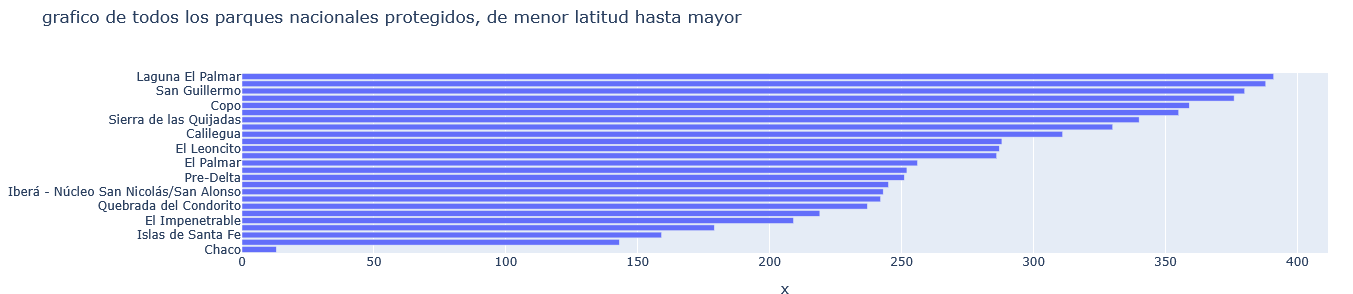 grafico de todos los parques nacionales protegidos, de menor latitud hasta mayor
Laguna El Palmar
San Guillermo
Copo
Sierra de las Quijadas
Calilegua
El Leoncito
El Palmar
Pre-Delta
Iberá - Núcleo San Nicolás/San Alonso
Quebrada del Condorito
El Impenetrable
Islas de Santa Fe
Chaco
0 50 100 150 200 250 300 350 400
x